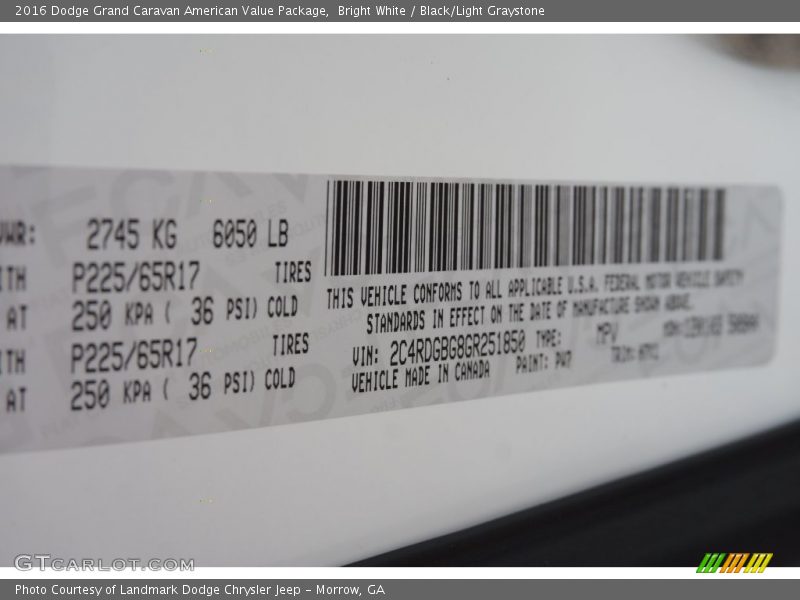 2016 Dodge Grand Caravan American Value Package,  Bright White / Black/Light Graystone
2745 KG 6050 LB
P225/65R17 TIRES
AT 250 KPA ( 36 PSI) COLD
P225/65R17 TIRES
AT 250 KPA ( 36 PSI) COLD
THIS VEHICLE CONFORMS TO ALL APPLICABLE U.S.A. FEDERAL MOTOR VEHICLE SAFETY
STANDARDS IN EFFECT ON THE DATE OF MANUFACTURE SHOWN ABOVE.
VIN: 2C4RDGBG8GR251850 TYPE: MPV
VEHICLE MADE IN CANADA PAINT: PW7 TRIM:
GTCARLOT.COM
Photo Courtesy of Landmark Dodge Chrysler Jeep – Morrow, GA